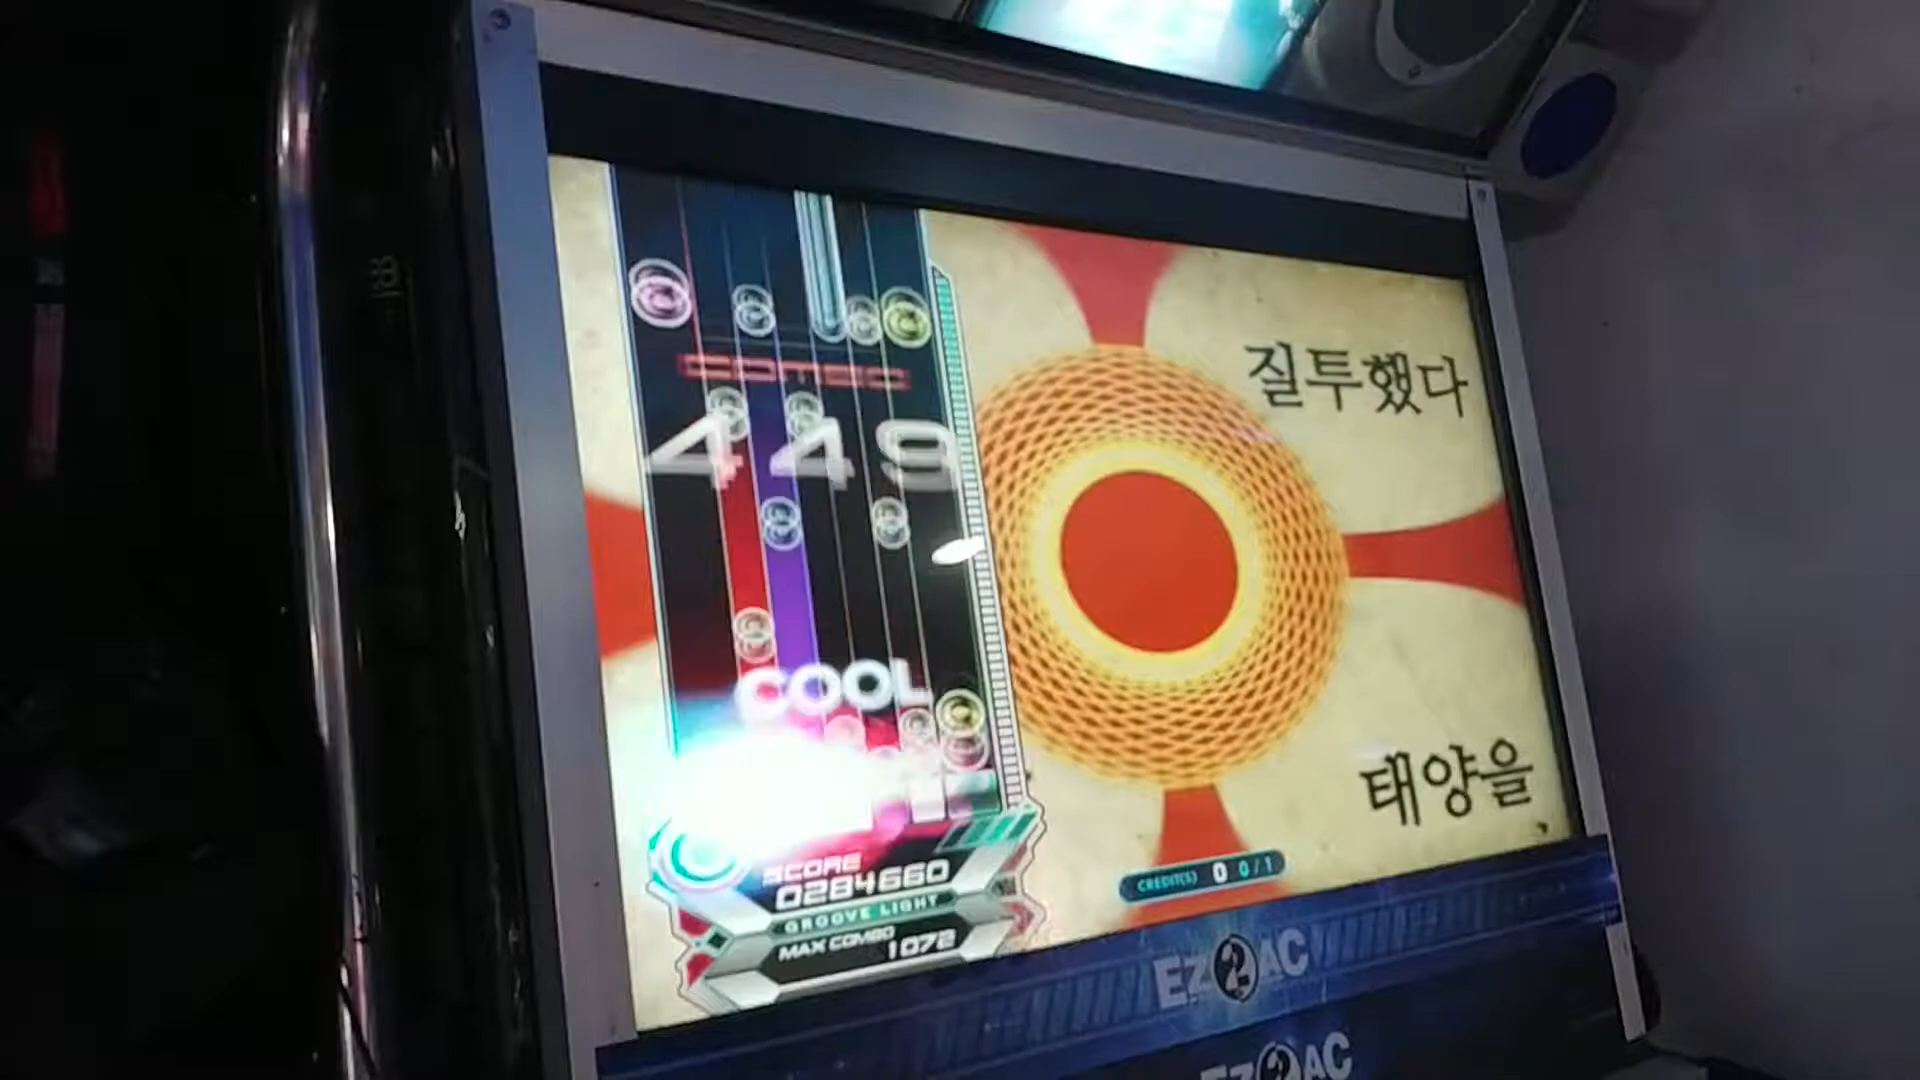 COMBO
449
COOL
질투했다
태양을
SCORE
0284660
GROOVE LIGHT
MAX COMBO
1072
CREDIT(S) 0 0/1
EZ2AC
EZ2AC